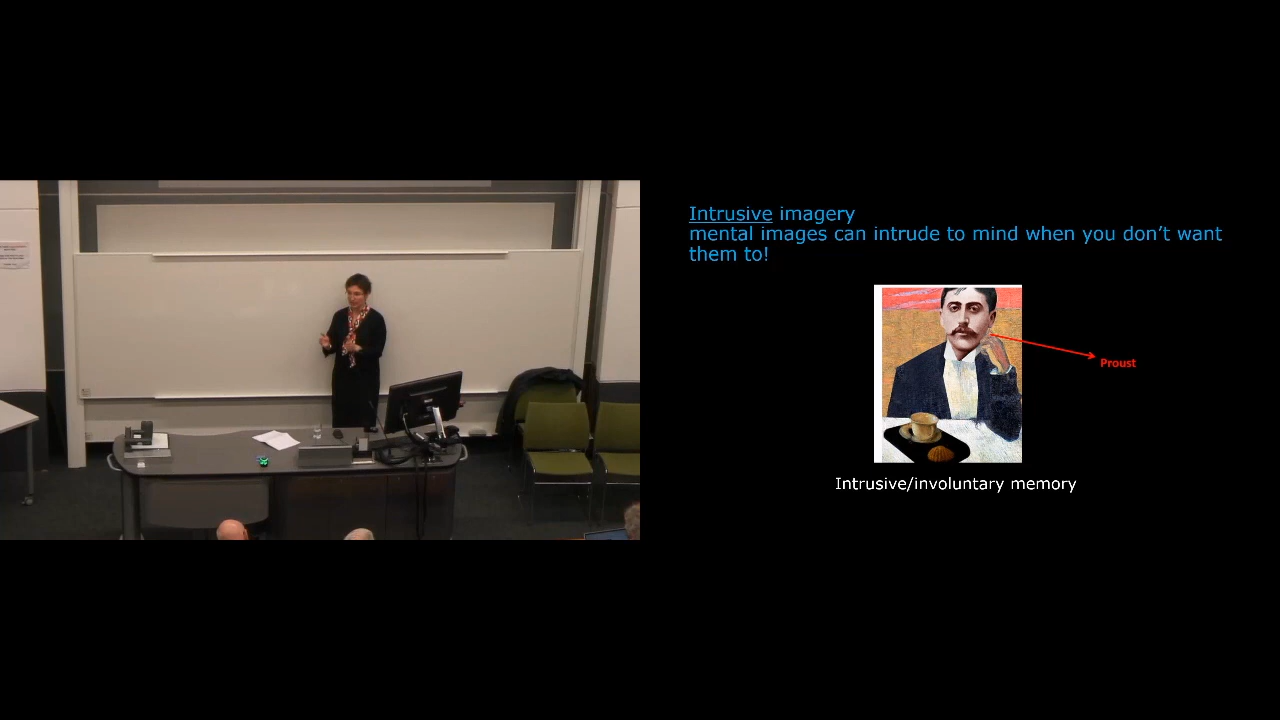 Intrusive imagery
mental images can intrude to mind when you don't want
them to!
Proust
Intrusive/involuntary memory